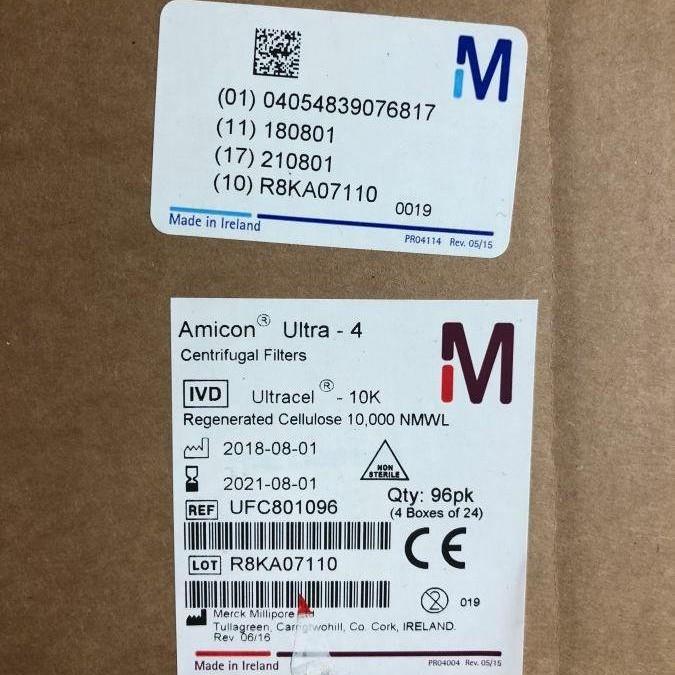 M
(01) 04054839076817
(11) 180801
(17) 210801
(10) R8KA07110 0019
Made in Ireland
PR04114 Rev. 05/15
Amicon® Ultra - 4
Centrifugal Filters
M
IVD Ultracel® - 10K
Regenerated Cellulose 10,000 NMWL
2018-08-01
NON STERILE
2021-08-01
Qty: 96pk
REF UFC801096
(4 Boxes of 24)
CE
LOT R8KA07110
2 019
Merck Millipore
Tullagreen, Carrigtwohill, Co. Cork, IRELAND.
Rev 06/16
Made in Ireland
PR04004 Rev. 05/15